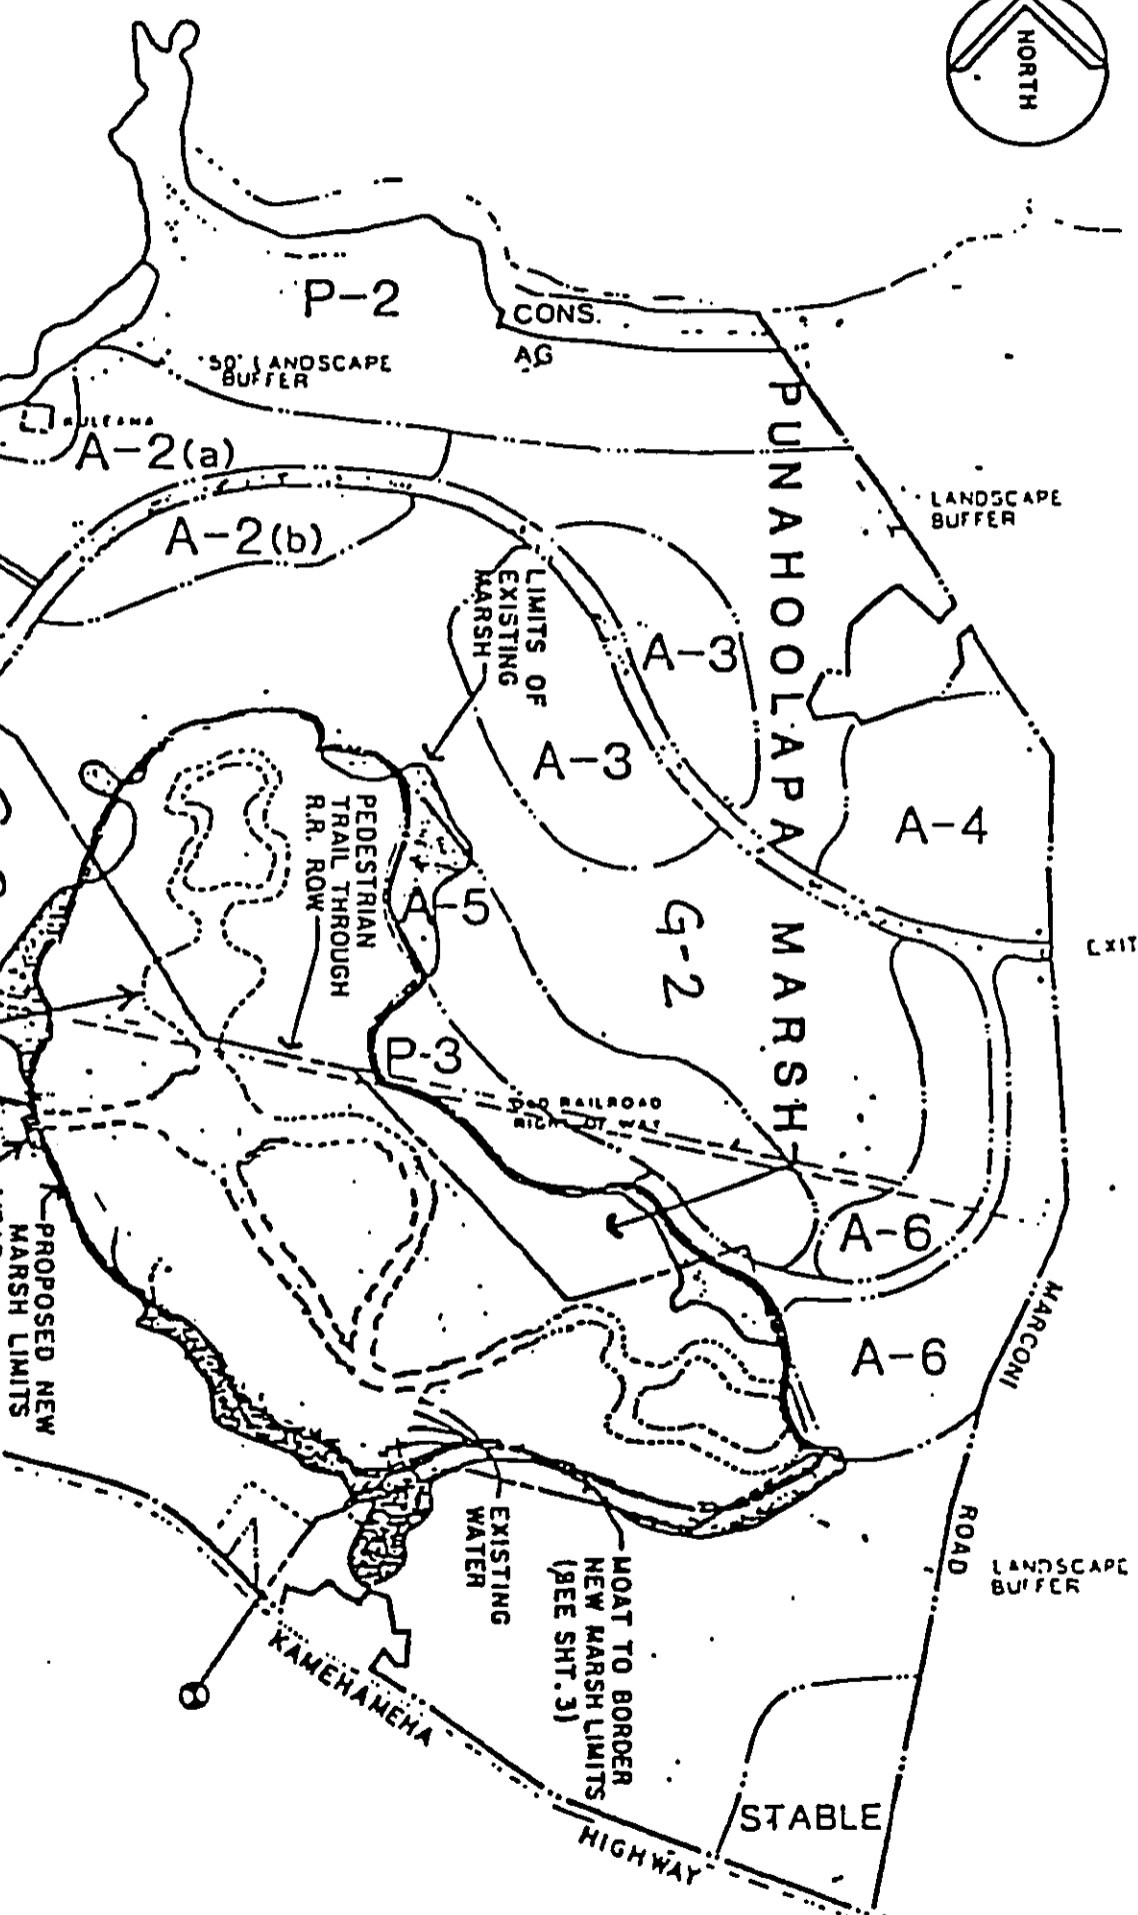 NORTH
P-2
CONS.
AG
50' LANDSCAPE
BUFFER
KULEANA
A-2(a)
A-2(b)
LANDSCAPE
BUFFER
PUNAHOOLAPA MARSH
LIMITS OF
EXISTING
MARSH
A-3
A-3
A-4
PEDESTRIAN
TRAIL THROUGH
R.R. ROW
A-5
G-2
EXIT
P-3
OLD RAILROAD
RIGHT OF WAY
A-6
A-6
MARCONI
ROAD
PROPOSED NEW
MARSH LIMITS
EXISTING
WATER
MOAT TO BORDER
NEW MARSH LIMITS
(SEE SHT.3)
LANDSCAPE
BUFFER
KAMEHAMEHA
HIGHWAY
STABLE